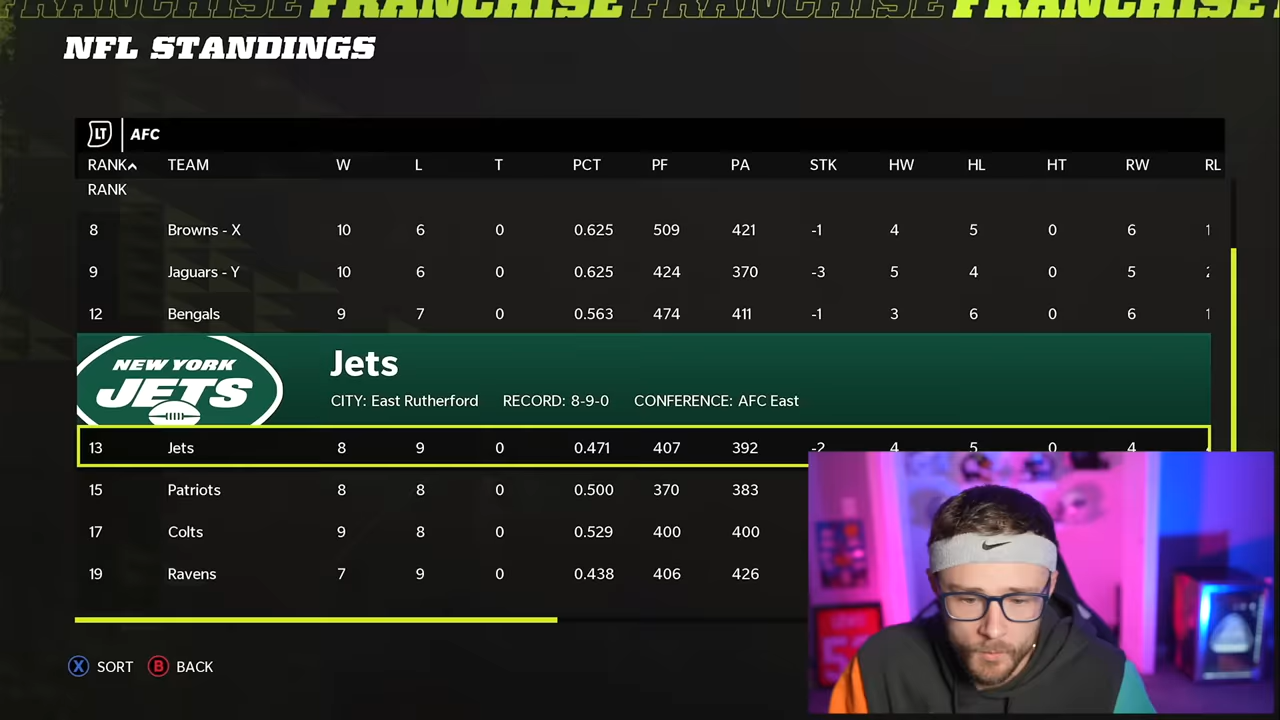 FRANCHISE FRANCHISE FRANCHISE FRANCHISE
NFL STANDINGS
LT AFC
RANK TEAM W L T PCT PF PA STK HW HL HT RW RL
RANK
8 Browns - X 10 6 0 0.625 509 421 -1 4 5 0 6 1
9 Jaguars - Y 10 6 0 0.625 424 370 -3 5 4 0 5 2
12 Bengals 9 7 0 0.563 474 411 -1 3 6 0 6 1
NEW YORK
JETS
Jets
CITY: East Rutherford RECORD: 8-9-0 CONFERENCE: AFC East
13 Jets 8 9 0 0.471 407 392 -2 4 5 0 4
15 Patriots 8 8 0 0.500 370 383
17 Colts 9 8 0 0.529 400 400
19 Ravens 7 9 0 0.438 406 426
X SORT B BACK